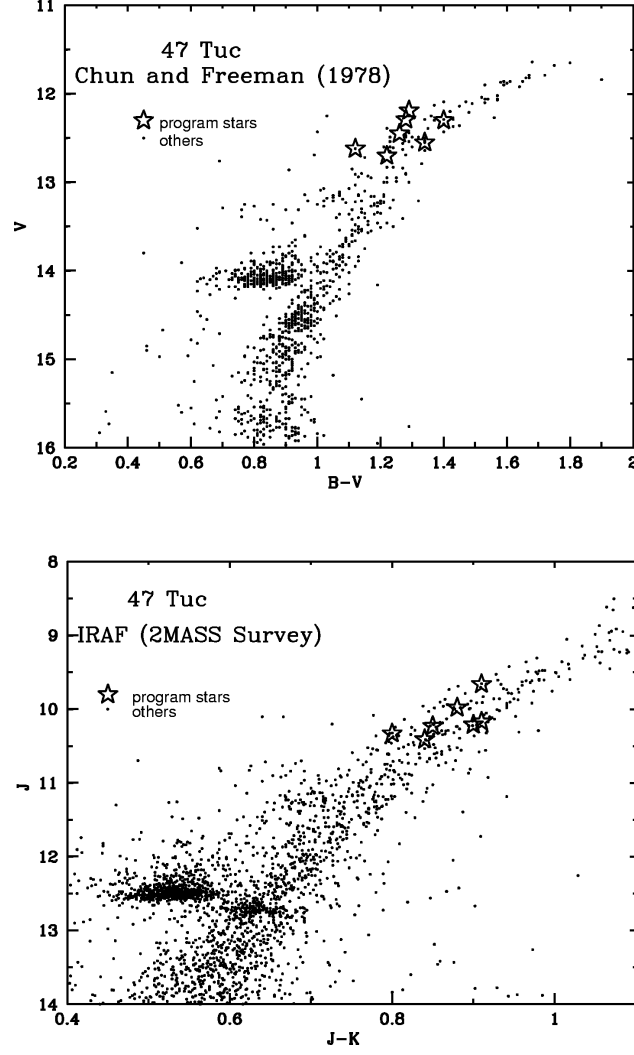 11
47 Tuc
Chun and Freeman (1978)
12
program stars
others
13
V
14
15
16
0.2 0.4 0.6 0.8 1 1.2 1.4 1.6 1.8 2
B-V
8
47 Tuc
9
IRAF (2MASS Survey)
program stars
10
others
11
J
12
13
14
0.4 0.6 0.8 1
J-K